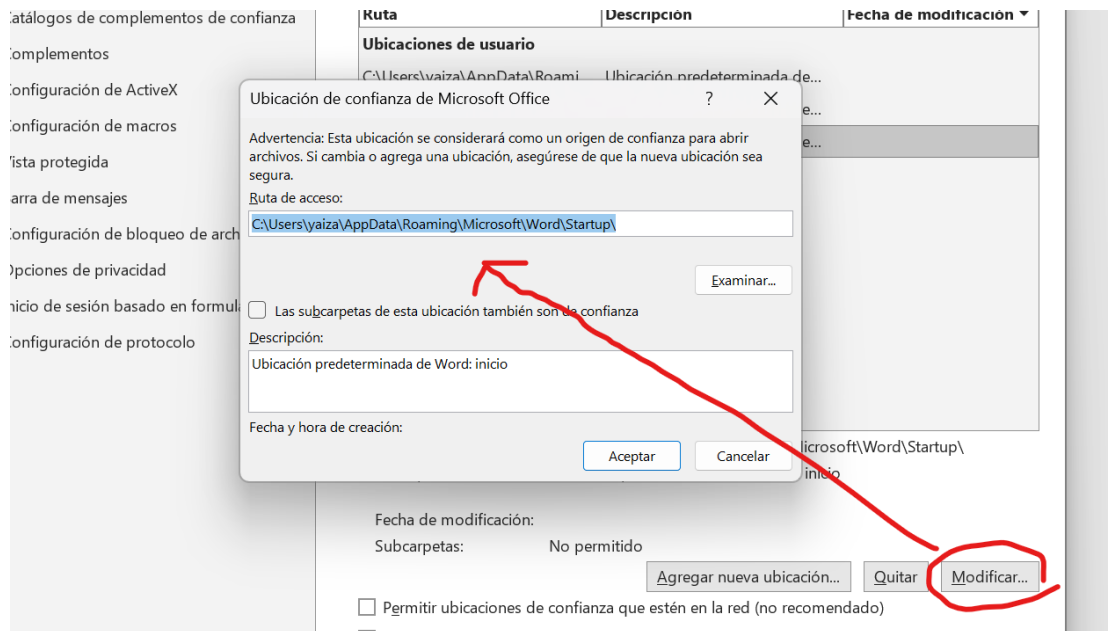 Catálogos de complementos de confianza
Complementos
Configuración de ActiveX
Configuración de macros
Vista protegida
Barra de mensajes
Configuración de bloqueo de arch
Opciones de privacidad
Inicio de sesión basado en formula
Configuración de protocolo
Ruta Descripción Fecha de modificación
Ubicaciones de usuario
C:\Users\yaiza\AppData\Roami... Ubicación predeterminada de...
e...
e...
Ubicación de confianza de Microsoft Office ?
Advertencia: Esta ubicación se considerará como un origen de confianza para abrir
archivos. Si cambia o agrega una ubicación, asegúrese de que la nueva ubicación sea
segura.
Ruta de acceso:
C:\Users\yaiza\AppData\Roaming\Microsoft\Word\Startup\
Examinar...
Las subcarpetas de esta ubicación también son de confianza
Descripción:
Ubicación predeterminada de Word: inicio
Fecha y hora de creación:
Aceptar Cancelar
licrosoft\Word\Startup\
inicio
Fecha de modificación:
Subcarpetas: No permitido
Agregar nueva ubicación... Quitar Modificar...
Permitir ubicaciones de confianza que estén en la red (no recomendado)